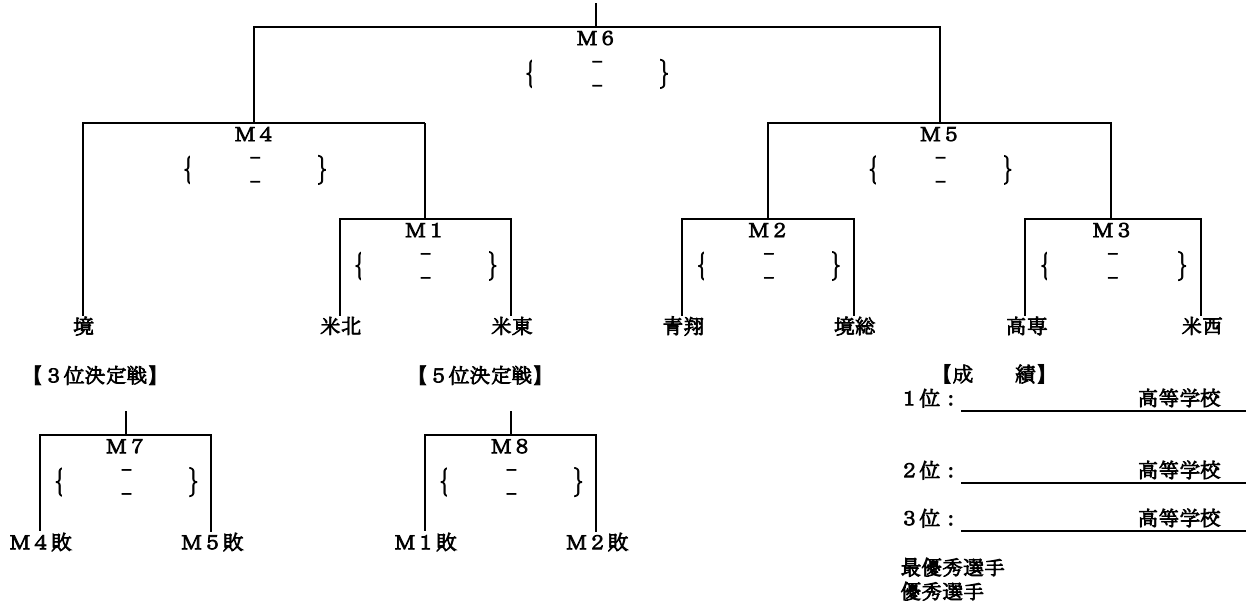 M6
{ - }
-
M4
{ - }
-
M5
{ - }
-
M1
{ - }
-
M2
{ - }
-
M3
{ - }
-
境 米北 米東 青翔 境総 高専 米西
【3位決定戦】 【5位決定戦】 【成 績】
1位: 高等学校
M7
{ - }
-
M8
{ - }
-
2位: 高等学校
3位: 高等学校
M4敗 M5敗 M1敗 M2敗
最優秀選手
優秀選手